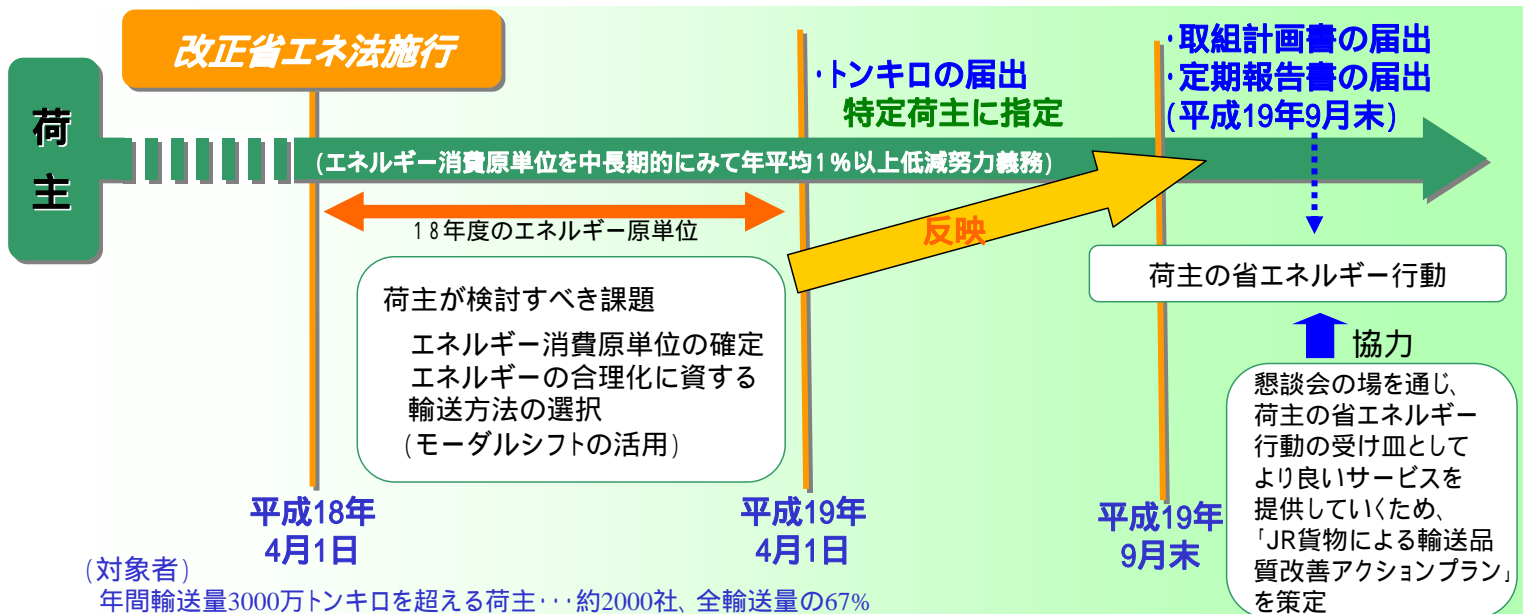 改正省エネ法施行
荷
主
・トンキロの届出
特定荷主に指定
・取組計画書の届出
・定期報告書の届出
(平成19年9月末)
(エネルギー消費原単位を中長期的にみて年平均1%以上低減努力義務)
18年度のエネルギー原単位
反映
荷主が検討すべき課題
エネルギー消費原単位の確定
エネルギーの合理化に資する
輸送方法の選択
(モーダルシフトの活用)
荷主の省エネルギー行動
協力
懇談会の場を通じ、
荷主の省エネルギー
行動の受け皿として
より良いサービスを
提供していくため、
「JR貨物による輸送品
質改善アクションプラン」
を策定
平成18年
4月1日
平成19年
4月1日
平成19年
9月末
(対象者)
年間輸送量3000万トンキロを超える荷主・・・約2000社、全輸送量の67%